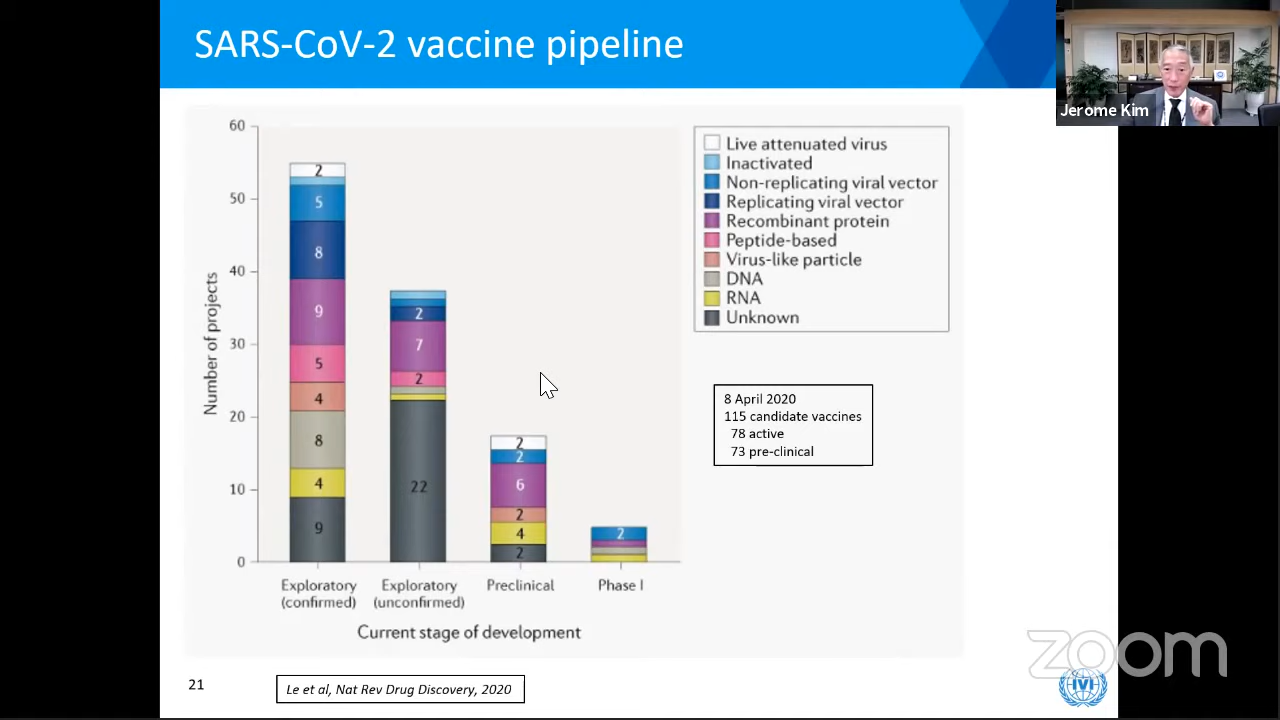 SARS-CoV-2 vaccine pipeline
Jerome Kim
60
50
40
30
20
10
0
Number of projects
2
5
8
9
5
4
8
4
9
2
7
2
22
2
2
6
2
4
2
2
Exploratory
(confirmed)
Exploratory
(unconfirmed)
Preclinical
Phase I
Current stage of development
Live attenuated virus
Inactivated
Non-replicating viral vector
Replicating viral vector
Recombinant protein
Peptide-based
Virus-like particle
DNA
RNA
Unknown
8 April 2020
115 candidate vaccines
78 active
73 pre-clinical
21
Le et al, Nat Rev Drug Discovery, 2020
zoom
IVI